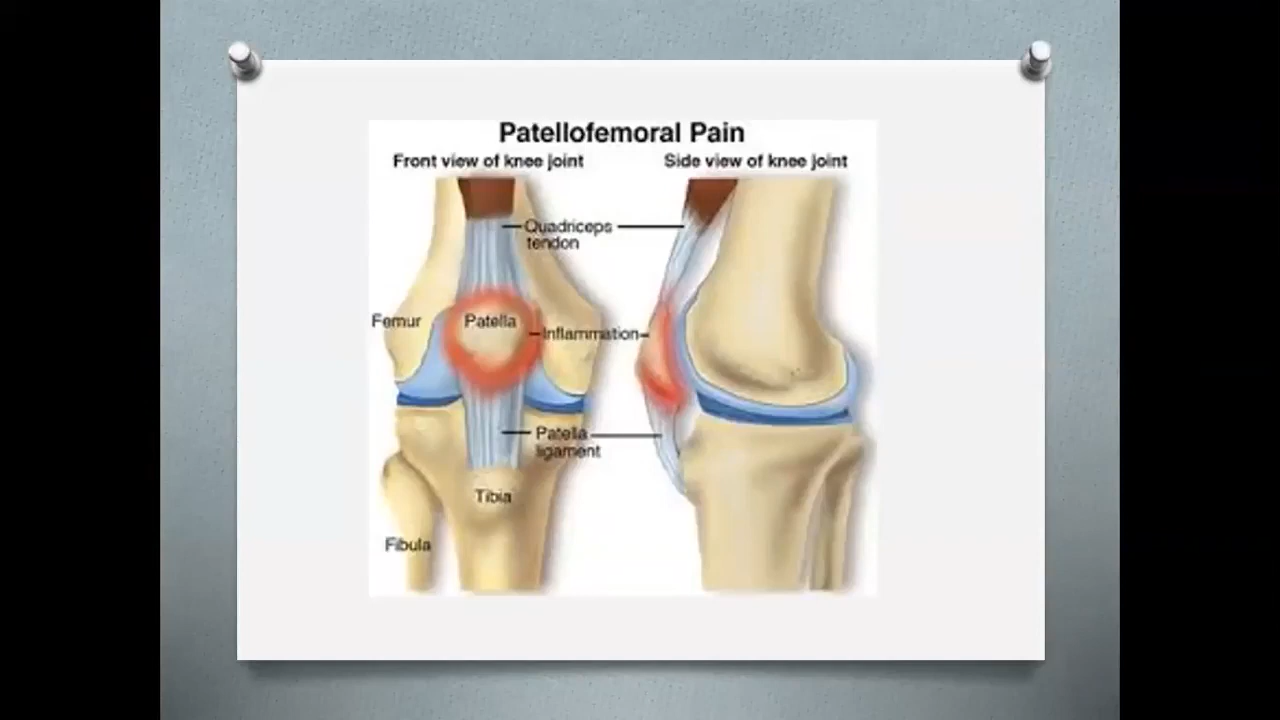 Patellofemoral Pain
Front view of knee joint
Side view of knee joint
Quadriceps
tendon
Femur
Patella
Inflammation
Patella
ligament
Tibia
Fibula